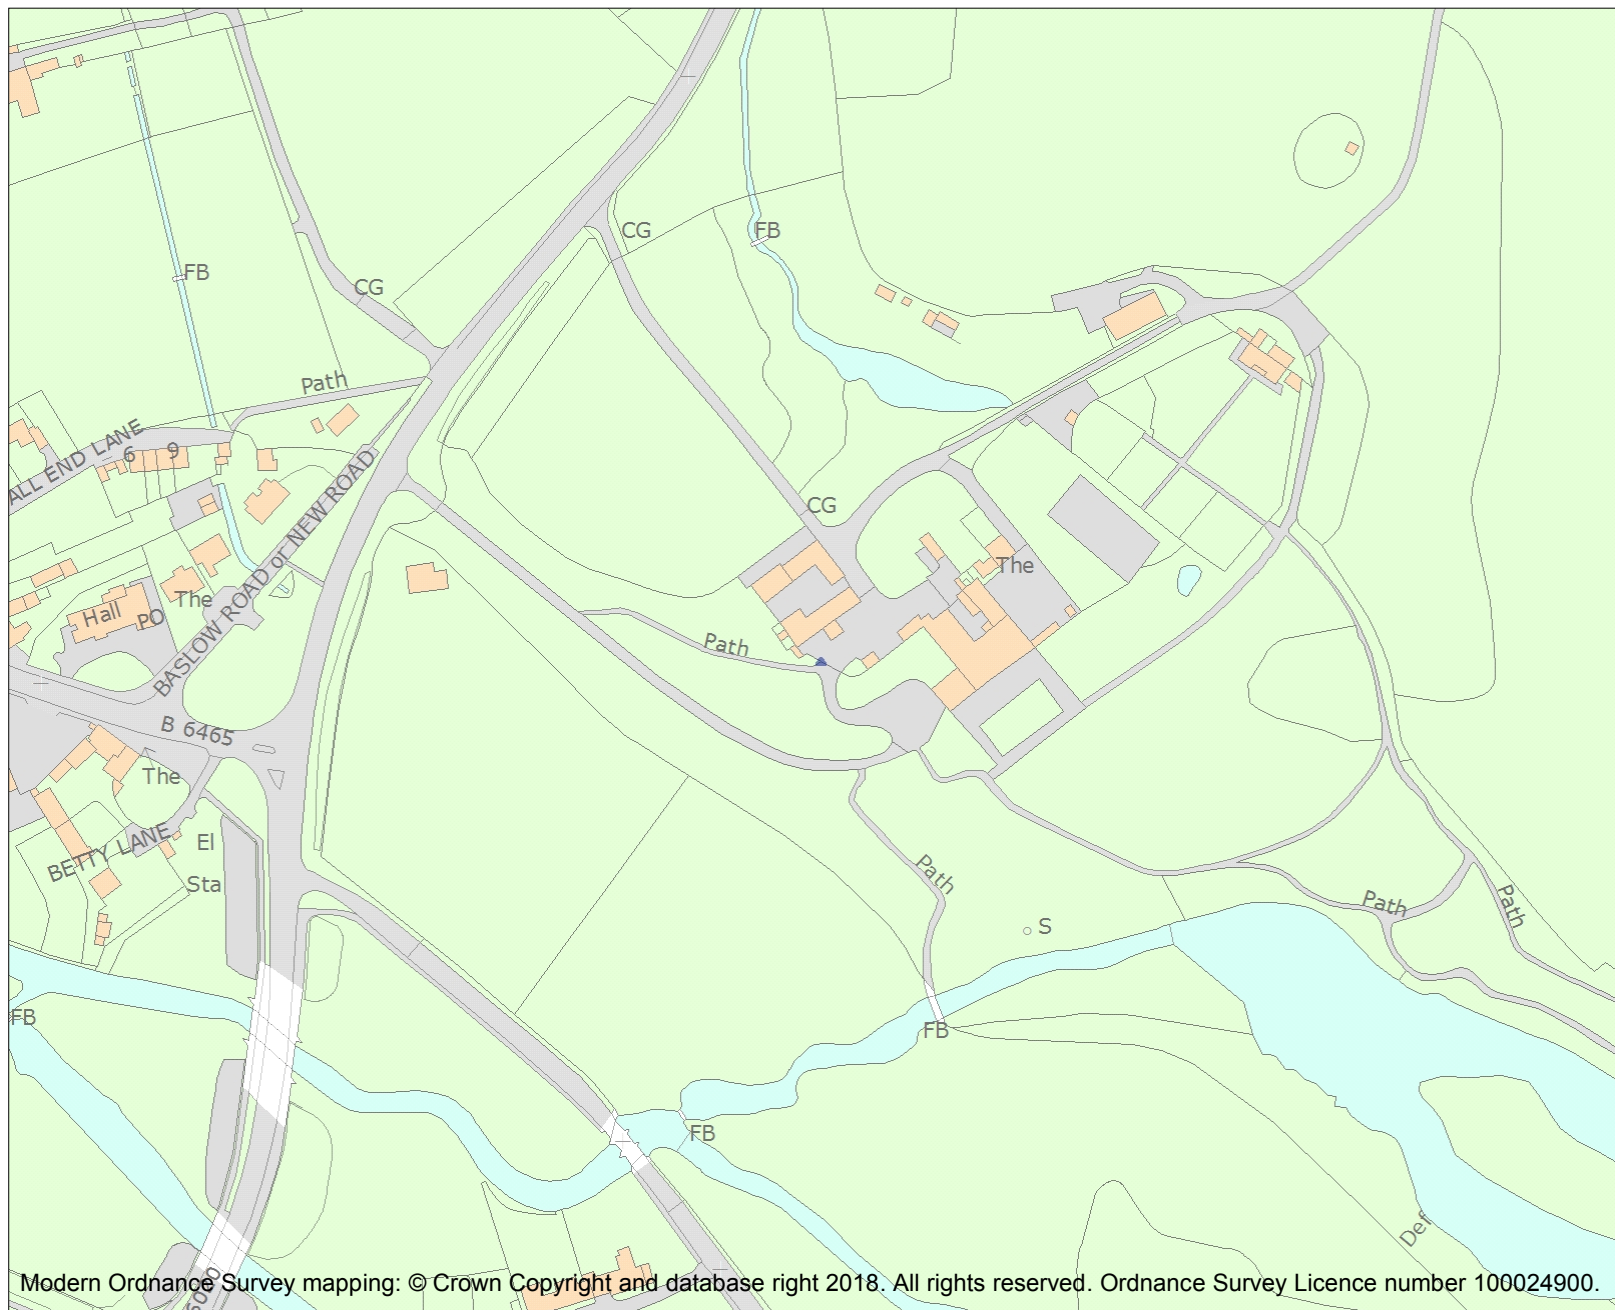 CG
FB
FB
CG
Path
ALL END LANE
6
9
BASLOW ROAD or NEW ROAD
CG
The
The
Hall
PO
Path
B 6465
The
El
BETTY LANE
Sta
Path
Path
Path
S
FB
FB
FB
Def
Modern Ordnance Survey mapping: © Crown Copyright and database right 2018. All rights reserved. Ordnance Survey Licence number 100024900.